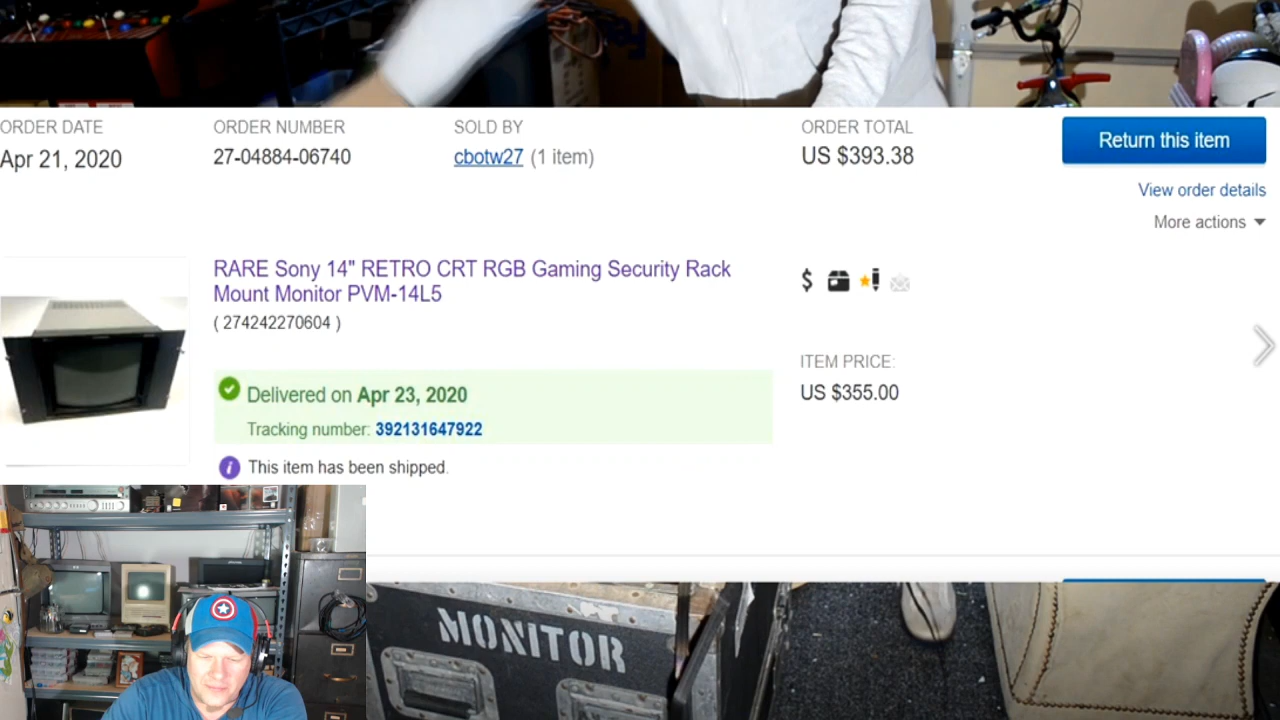 ORDER DATE
ORDER NUMBER
SOLD BY
ORDER TOTAL
Apr 21, 2020
27-04884-06740
cbotw27 (1 item)
US $393.38
Return this item
View order details
More actions
RARE Sony 14" RETRO CRT RGB Gaming Security Rack
Mount Monitor PVM-14L5
( 274242270604 )
Delivered on Apr 23, 2020
Tracking number: 392131647922
This item has been shipped.
ITEM PRICE:
US $355.00
MONITOR